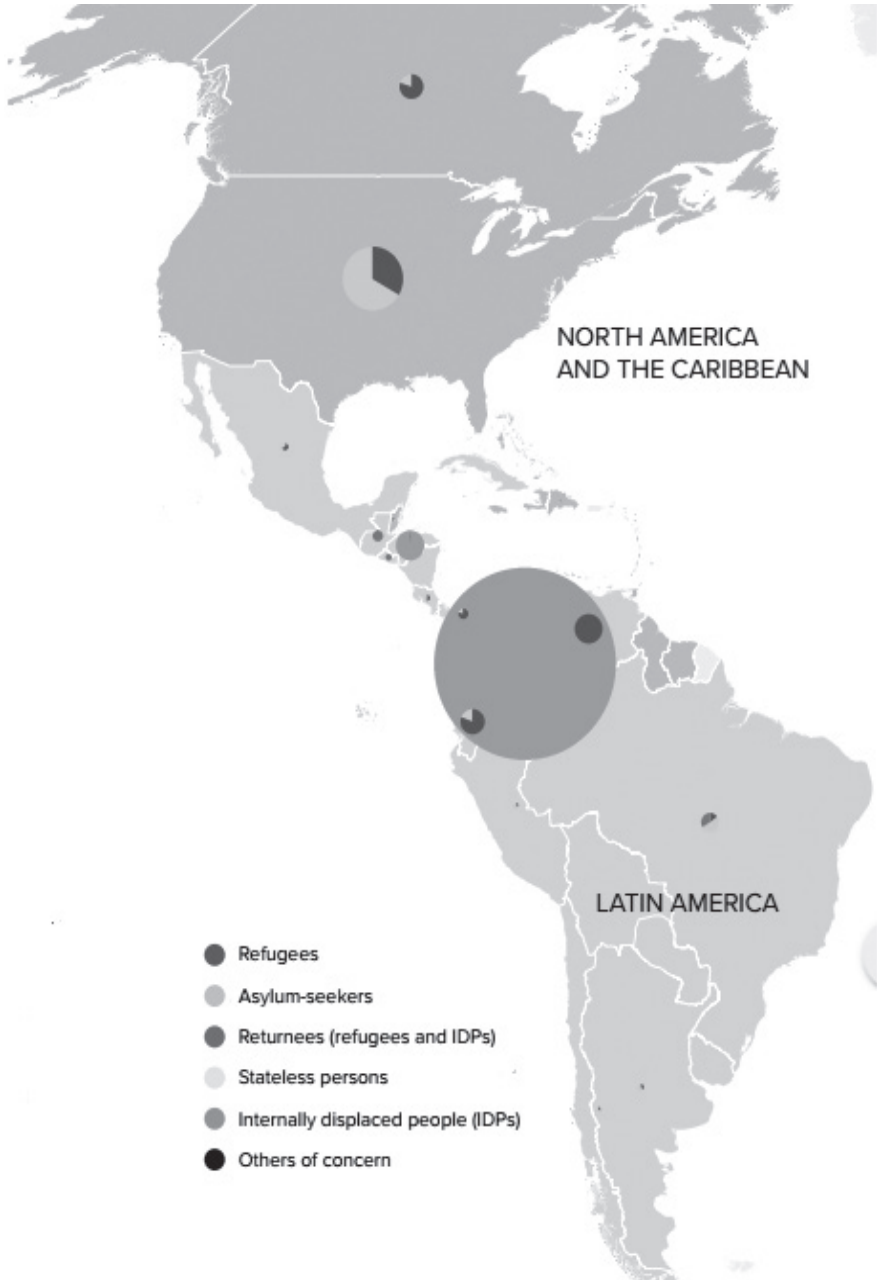 NORTH AMERICA
AND THE CARIBBEAN
LATIN AMERICA
Refugees
Asylum-seekers
Returnees (refugees and IDPs)
Stateless persons
Internally displaced people (IDPs)
Others of concern